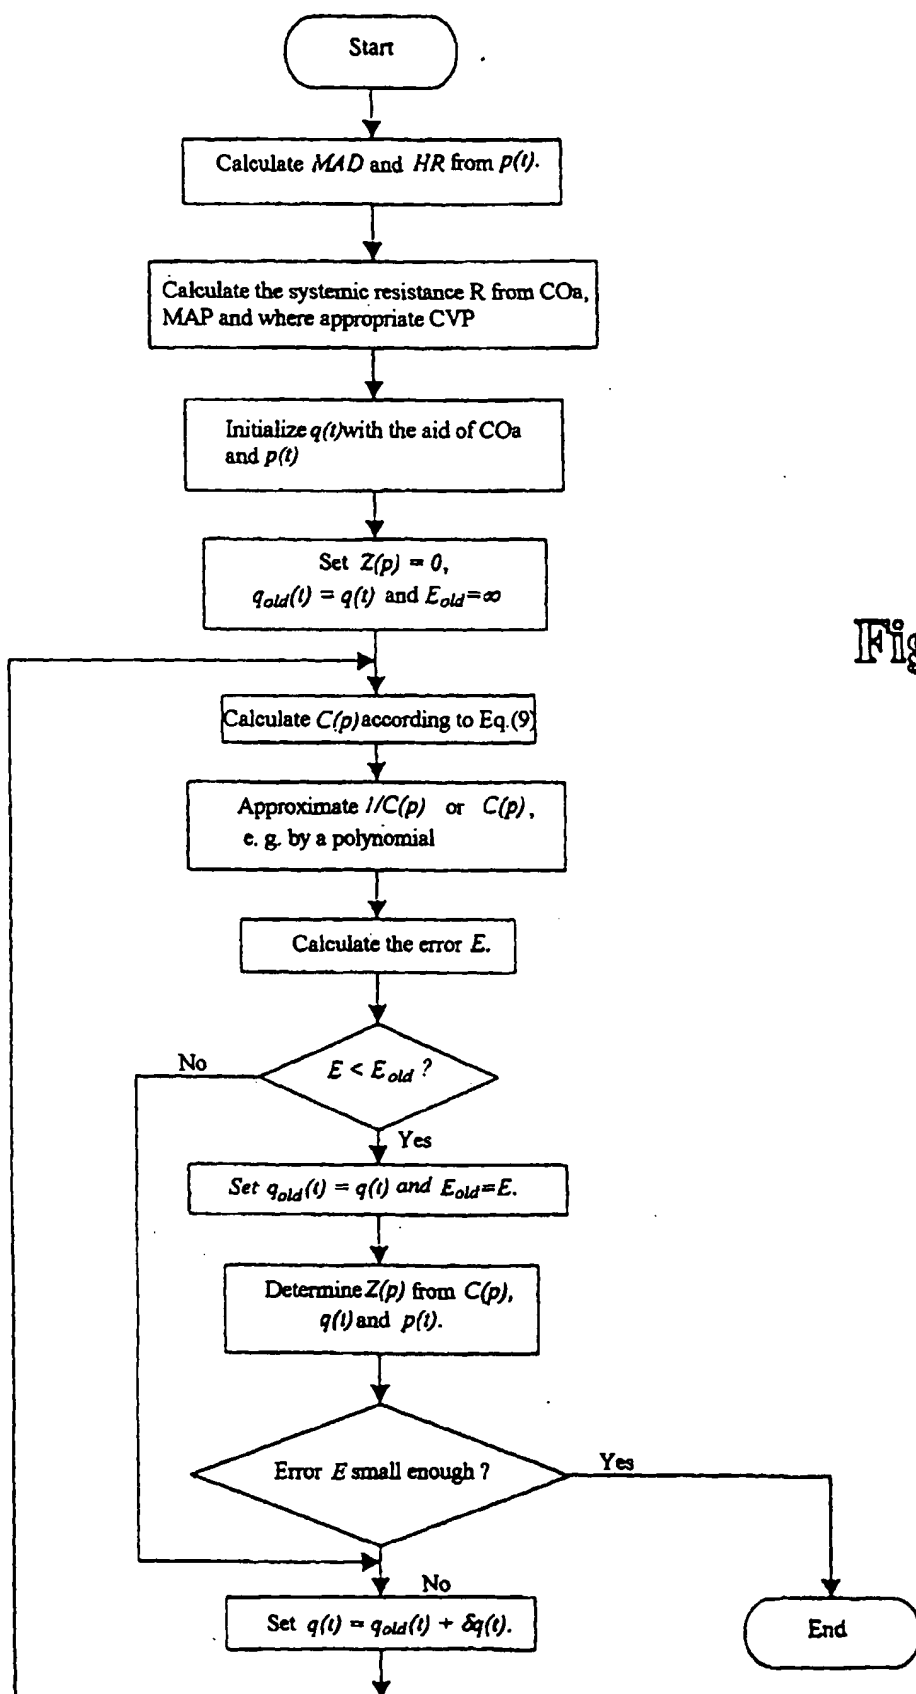 Start
Calculate MAD and HR from p(t).
Calculate the systemic resistance R from COa,
MAP and where appropriate CVP
Initialize q(t) with the aid of COa
and p(t)
Set Z(p) = 0,
q_old(t) = q(t) and E_old=∞
Fig
Calculate C(p) according to Eq.(9)
Approximate 1/C(p) or C(p),
e. g. by a polynomial
Calculate the error E.
E < E_old ?
No
Yes
Set q_old(t) = q(t) and E_old=E.
Determine Z(p) from C(p),
q(t) and p(t).
Error E small enough ?
Yes
No
Set q(t) = q_old(t) + δq(t).
End